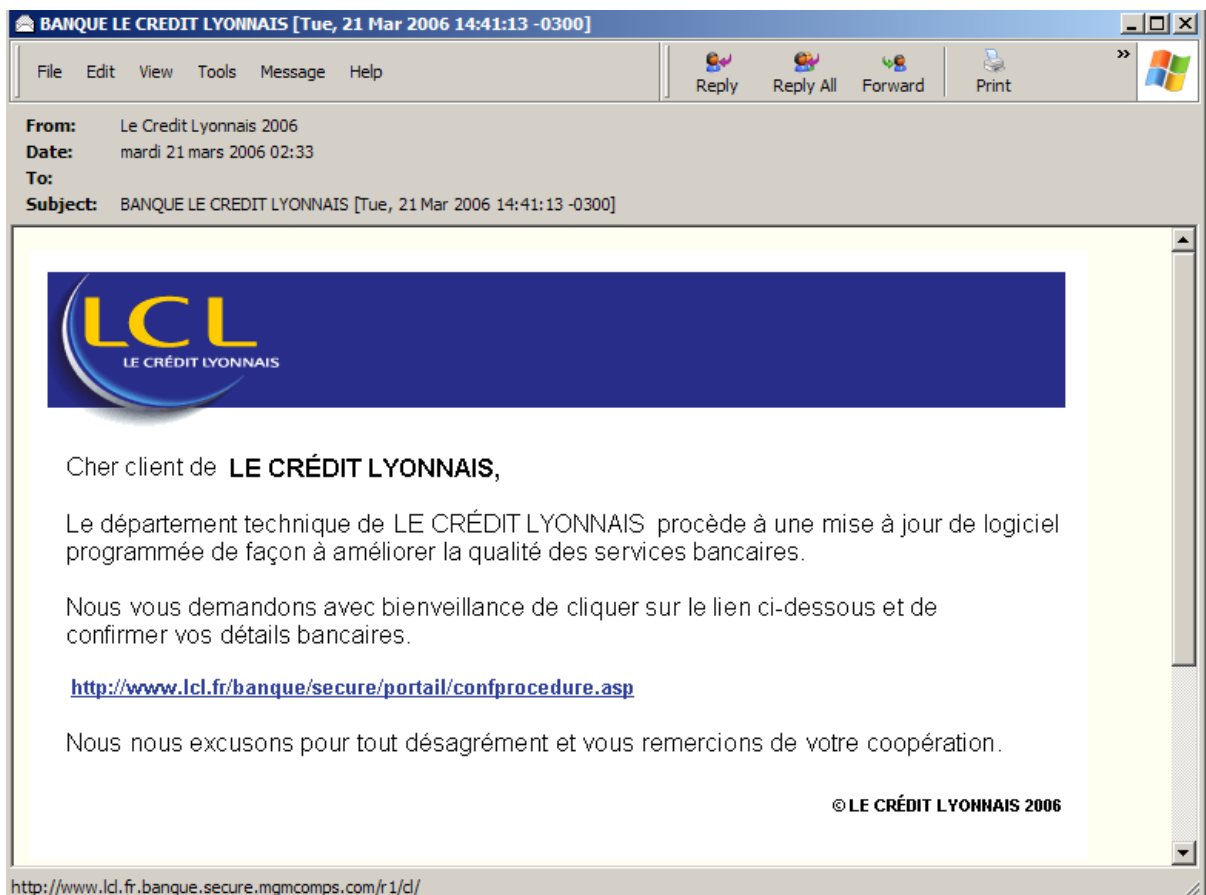 BANQUE LE CREDIT LYONNAIS [Tue, 21 Mar 2006 14:41:13 -0300]
File Edit View Tools Message Help
Reply Reply All Forward Print »
From: Le Credit Lyonnais 2006
Date: mardi 21 mars 2006 02:33
To:
Subject: BANQUE LE CREDIT LYONNAIS [Tue, 21 Mar 2006 14:41:13 -0300]
LCL
LE CRÉDIT LYONNAIS
Cher client de LE CRÉDIT LYONNAIS,
Le département technique de LE CRÉDIT LYONNAIS procède à une mise à jour de logiciel
programmée de façon à améliorer la qualité des services bancaires.
Nous vous demandons avec bienveillance de cliquer sur le lien ci-dessous et de
confirmer vos détails bancaires.
http://www.lcl.fr/banque/secure/portail/confprocedure.asp
Nous nous excusons pour tout désagrément et vous remercions de votre coopération.
© LE CRÉDIT LYONNAIS 2006
http://www.lcl.fr.banque.secure.mgmcomps.com/r1/cl/